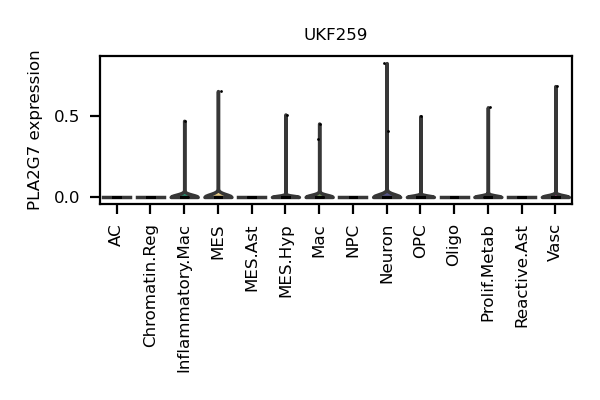 UKF259
PLA2G7 expression
0.5
0.0
AC
Chromatin.Reg
Inflammatory.Mac
MES
MES.Ast
MES.Hyp
Mac
NPC
Neuron
OPC
Oligo
Prolif.Metab
Reactive.Ast
Vasc